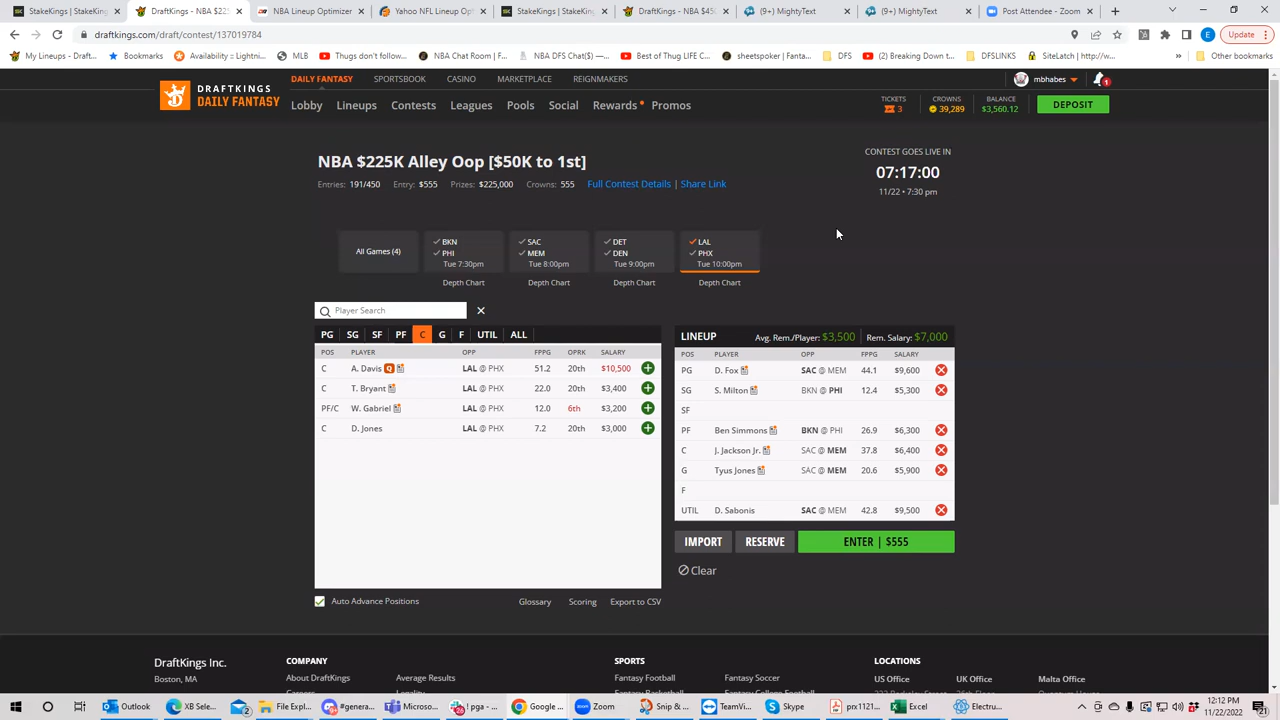 StakeKings | StakeKing
DraftKings - NBA $225
NBA Lineup Optimizer
Yahoo NFL Lineup Opt
StakeKings | StakeKings
DraftKings - NBA $45
(9+) MightyText
(9+) MightyText
Post Attendee - Zoom
draftkings.com/draft/contest/137019784
Update
My Lineups - Draft
Bookmarks
Availability :: Lightni
MLB
Thugs don't follow
NBA Chat Room
NBA DFS Chat($)
Best of Thug LIFE C
sheetspoker | Fanta
DFS
(2) Breaking Down t
DFSLINKS
SiteLatch | http://w
Other bookmarks
DAILY FANTASY SPORTSBOOK CASINO MARKETPLACE REIGNMAKERS
mbhabes 1
DRAFTKINGS
DAILY FANTASY
Lobby Lineups Contests Leagues Pools Social Rewards Promos
TICKETS CROWNS BALANCE
3 39,289 $3,560.12
DEPOSIT
NBA $225K Alley Oop [$50K to 1st]
Entries: 191/450 Entry: $555 Prizes: $225,000 Crowns: 555 Full Contest Details | Share Link
CONTEST GOES LIVE IN
07:17:00
11/22 • 7:30 pm
All Games (4)
BKN
PHI
Tue 7:30pm
Depth Chart
SAC
MEM
Tue 8:00pm
Depth Chart
DET
DEN
Tue 9:00pm
Depth Chart
LAL
PHX
Tue 10:00pm
Depth Chart
Player Search
PG SG SF PF C G F UTIL ALL
POS PLAYER OPP FPPG OPRK SALARY
C A. Davis Q LAL @ PHX 51.2 20th $10,500
C T. Bryant LAL @ PHX 22.0 20th $3,400
PF/C W. Gabriel LAL @ PHX 12.0 6th $3,200
C D. Jones LAL @ PHX 7.2 20th $3,000
LINEUP Avg. Rem./Player: $3,500 Rem. Salary: $7,000
POS PLAYER OPP FPPG SALARY
PG D. Fox SAC @ MEM 44.1 $9,600
SG S. Milton BKN @ PHI 12.4 $5,300
SF
PF Ben Simmons BKN @ PHI 26.9 $6,300
C J. Jackson Jr. SAC @ MEM 37.8 $6,400
G Tyus Jones SAC @ MEM 20.6 $5,900
F
UTIL D. Sabonis SAC @ MEM 42.8 $9,500
IMPORT RESERVE ENTER | $555
Clear
Auto Advance Positions
Glossary Scoring Export to CSV
DraftKings Inc.
Boston, MA
COMPANY
About DraftKings Average Results
SPORTS
Fantasy Football Fantasy Soccer
LOCATIONS
US Office UK Office Malta Office
Outlook
XB Selec
File Expl
#genera
Microso
! pga -
Google
Zoom
Snip &
TeamVi
Skype
prx1121
Excel
Electru
12:12 PM
11/22/2022